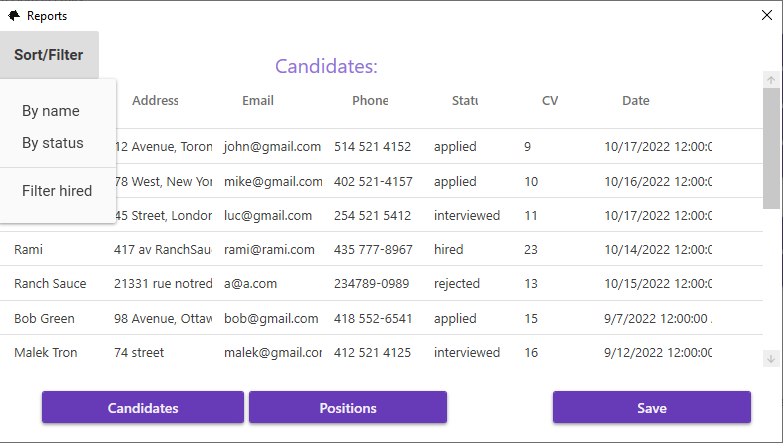 Reports
Sort/Filter
Candidates:
By name
By status
Filter hired
Address Email Phone Statu CV Date
12 Avenue, Toron john@gmail.com 514 521 4152 applied 9 10/17/2022 12:00:0
78 West, New Yor mike@gmail.com 402 521-4157 applied 10 10/16/2022 12:00:0
45 Street, London luc@gmail.com 254 521 5412 interviewed 11 10/17/2022 12:00:0
Rami 417 av RanchSau rami@rami.com 435 777-8967 hired 23 10/14/2022 12:00:0
Ranch Sauce 21331 rue notred a@a.com 234789-0989 rejected 13 10/15/2022 12:00:0
Bob Green 98 Avenue, Ottaw bob@gmail.com 418 552-6541 applied 15 9/7/2022 12:00:00
Malek Tron 74 street malek@gmail.com 412 521 4125 interviewed 16 9/12/2022 12:00:0
Candidates Positions Save